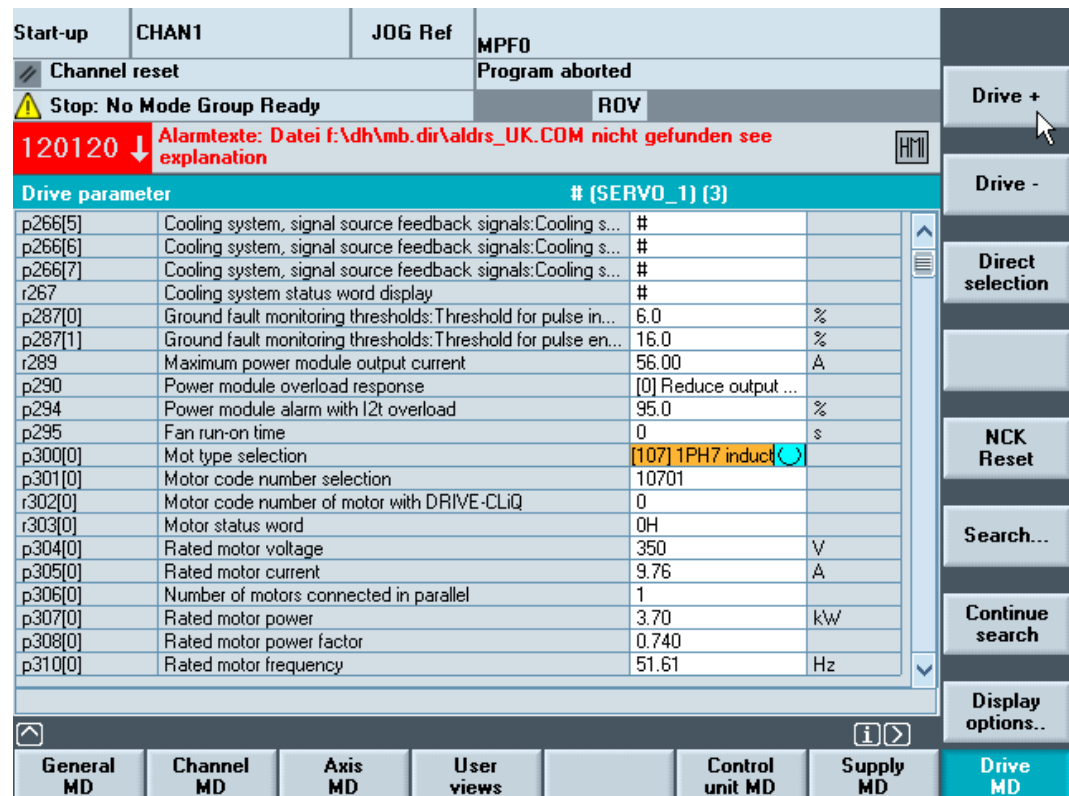 Start-up CHAN1 JOG Ref MPF0
Channel reset Program aborted
Stop: No Mode Group Ready ROV
120120 Alarmtexte: Datei f:\dh\mb.dir\aldrs_UK.COM nicht gefunden see
explanation
HMI
Drive parameter # (SERVO_1) (3)
p266[5] Cooling system, signal source feedback signals:Cooling s... #
p266[6] Cooling system, signal source feedback signals:Cooling s... #
p266[7] Cooling system, signal source feedback signals:Cooling s... #
r267 Cooling system status word display #
p287[0] Ground fault monitoring thresholds:Threshold for pulse in... 6.0 %
p287[1] Ground fault monitoring thresholds:Threshold for pulse en... 16.0 %
r289 Maximum power module output current 56.00 A
p290 Power module overload response [0] Reduce output ...
p294 Power module alarm with I2t overload 95.0 %
p295 Fan run-on time 0 s
p300[0] Mot type selection [107] 1PH7 induct
p301[0] Motor code number selection 10701
r302[0] Motor code number of motor with DRIVE-CLiQ 0
r303[0] Motor status word 0H
p304[0] Rated motor voltage 350 V
p305[0] Rated motor current 9.76 A
p306[0] Number of motors connected in parallel 1
p307[0] Rated motor power 3.70 kW
p308[0] Rated motor power factor 0.740
p310[0] Rated motor frequency 51.61 Hz
Drive +
Drive -
Direct
selection
NCK
Reset
Search...
Continue
search
Display
options..
General
MD
Channel
MD
Axis
MD
User
views
Control
unit MD
Supply
MD
Drive
MD